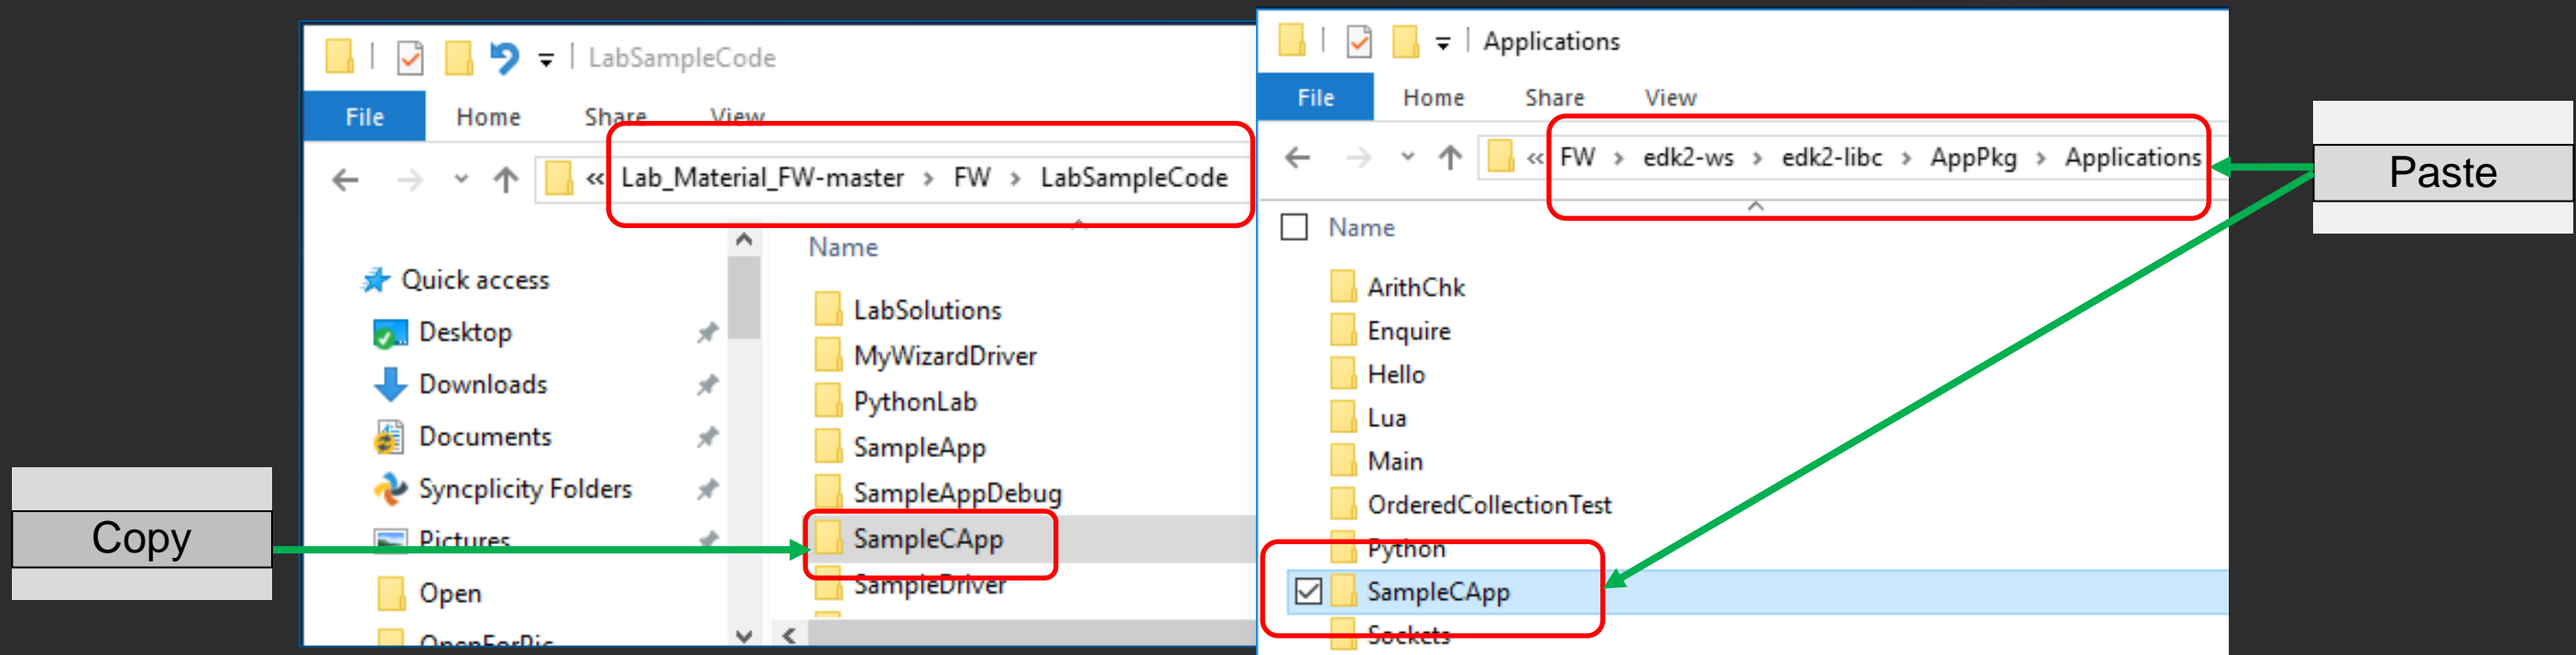 LabSampleCode
File Home Share View
« Lab_Material_FW-master > FW > LabSampleCode
Name
Quick access
Desktop
Downloads
Documents
Syncplicity Folders
Pictures
Open
OpenForPic
LabSolutions
MyWizardDriver
PythonLab
SampleApp
SampleAppDebug
SampleCApp
SampleDriver
Copy
Applications
File Home Share View
« FW > edk2-ws > edk2-libc > AppPkg > Applications
Name
ArithChk
Enquire
Hello
Lua
Main
OrderedCollectionTest
Python
SampleCApp
Sockets
Paste